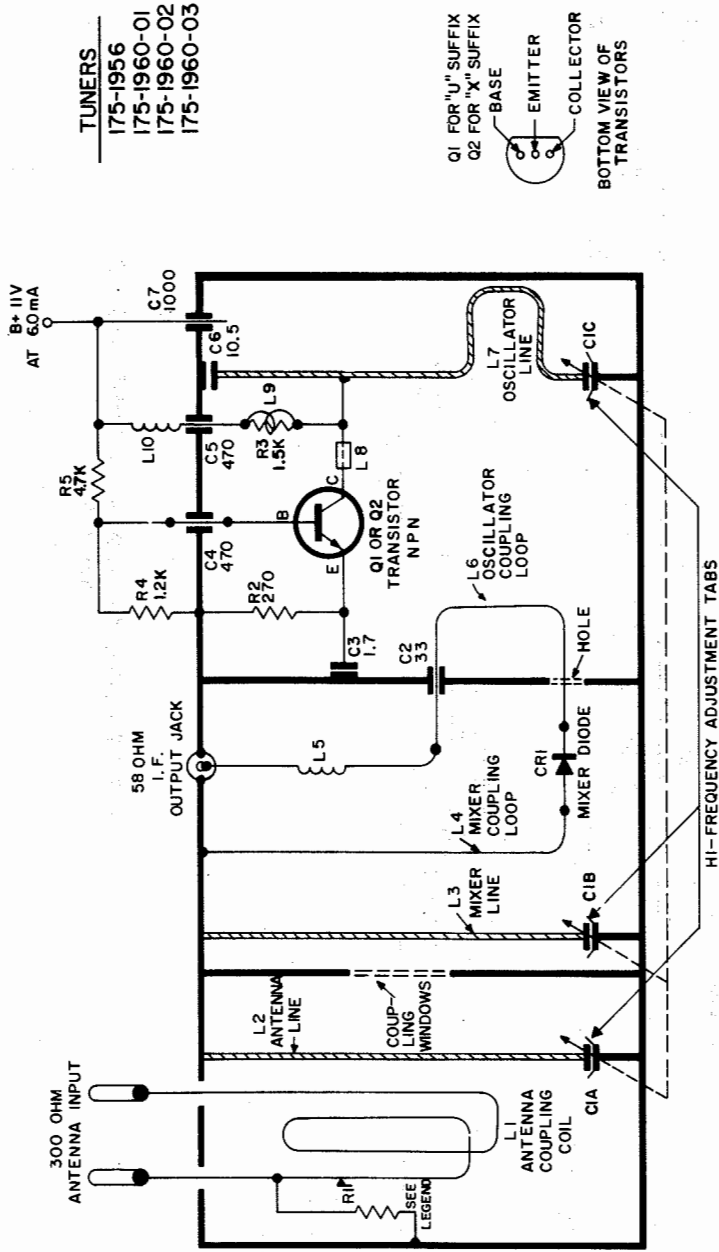 TUNERS
175-1956
175-1960-01
175-1960-02
175-1960-03
Q1 FOR "U" SUFFIX
Q2 FOR "X" SUFFIX
BASE
EMITTER
COLLECTOR
BOTTOM VIEW OF
TRANSISTORS
B+ 11V
AT 6.0mA
C7
1000
C6
10.5
L9
L10
C5
470
R3
1.5K
L8
R5
4.7K
C4
470
B
C
E
Q1 OR Q2
TRANSISTOR
NPN
R4
1.2K
R2
270
C3
1.7
C2
33
L7
OSCILLATOR
LINE
C1C
L6
OSCILLATOR
COUPLING
LOOP
HOLE
58 OHM
I.F.
OUTPUT JACK
L5
CR1
MIXER DIODE
L4
MIXER
COUPLING
LOOP
L3
MIXER
LINE
C1B
L2
ANTENNA
LINE
COUP-
LING
WINDOWS
C1A
300 OHM
ANTENNA INPUT
L1
ANTENNA
COUPLING
COIL
R1
SEE
LEGEND
HI-FREQUENCY ADJUSTMENT TABS